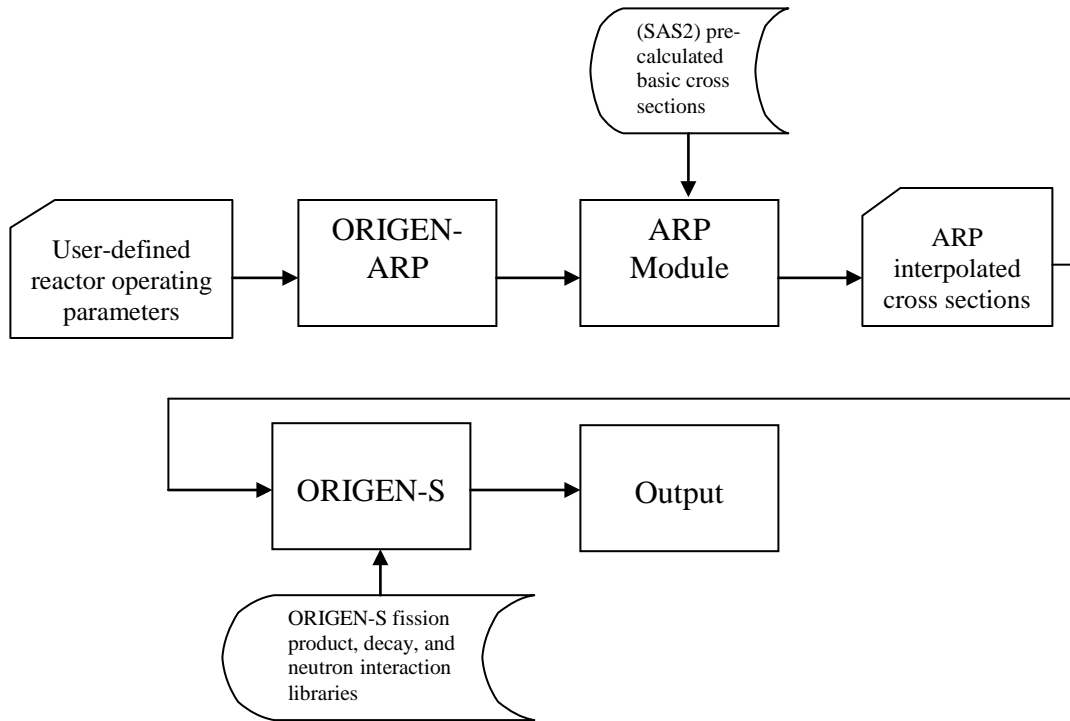 (SAS2) pre-
calculated
basic cross
sections
User-defined
reactor operating
parameters
ORIGEN-
ARP
ARP
Module
ARP
interpolated
cross sections
ORIGEN-S
Output
ORIGEN-S fission
product, decay, and
neutron interaction
libraries